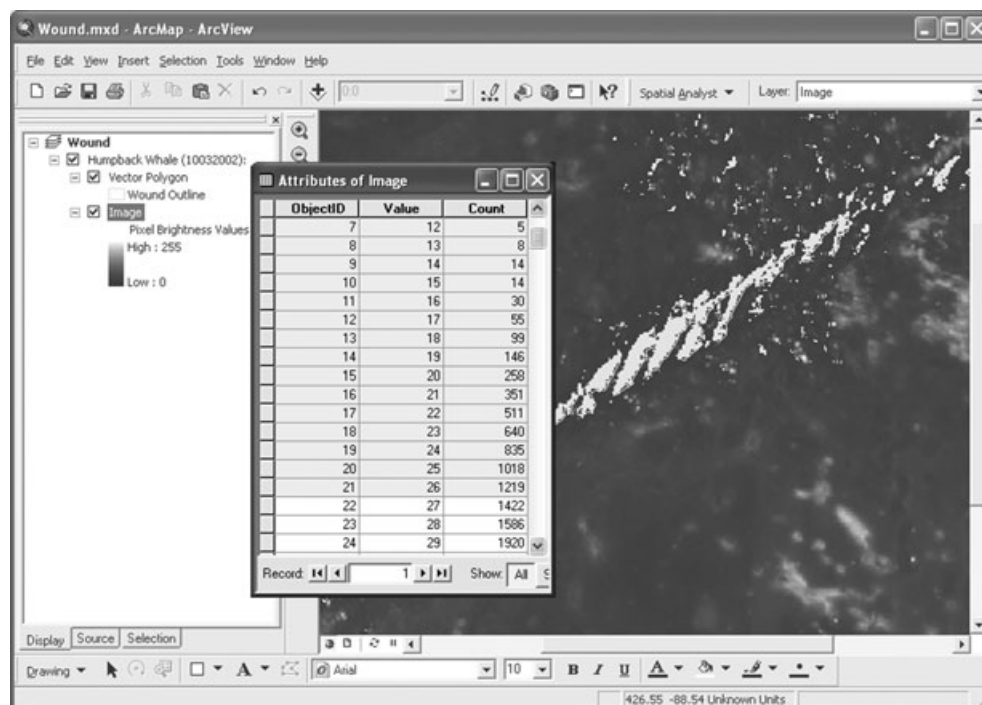 Wound.mxd - ArcMap - ArcView
File Edit View Insert Selection Tools Window Help
0:0
Spatial Analyst
Layer: Image
Wound
Humpback Whale (10032002):
Vector Polygon
Wound Outline
Image
Pixel Brightness Values
High : 255
Low : 0
Attributes of Image
ObjectID Value Count
7 12 5
8 13 8
9 14 14
10 15 14
11 16 30
12 17 55
13 18 99
14 19 146
15 20 258
16 21 351
17 22 511
18 23 640
19 24 835
20 25 1018
21 26 1219
22 27 1422
23 28 1586
24 29 1920
Record: 1 Show: All S
Display Source Selection
Drawing A Arial 10 B I U A
426.55 -88.54 Unknown Units